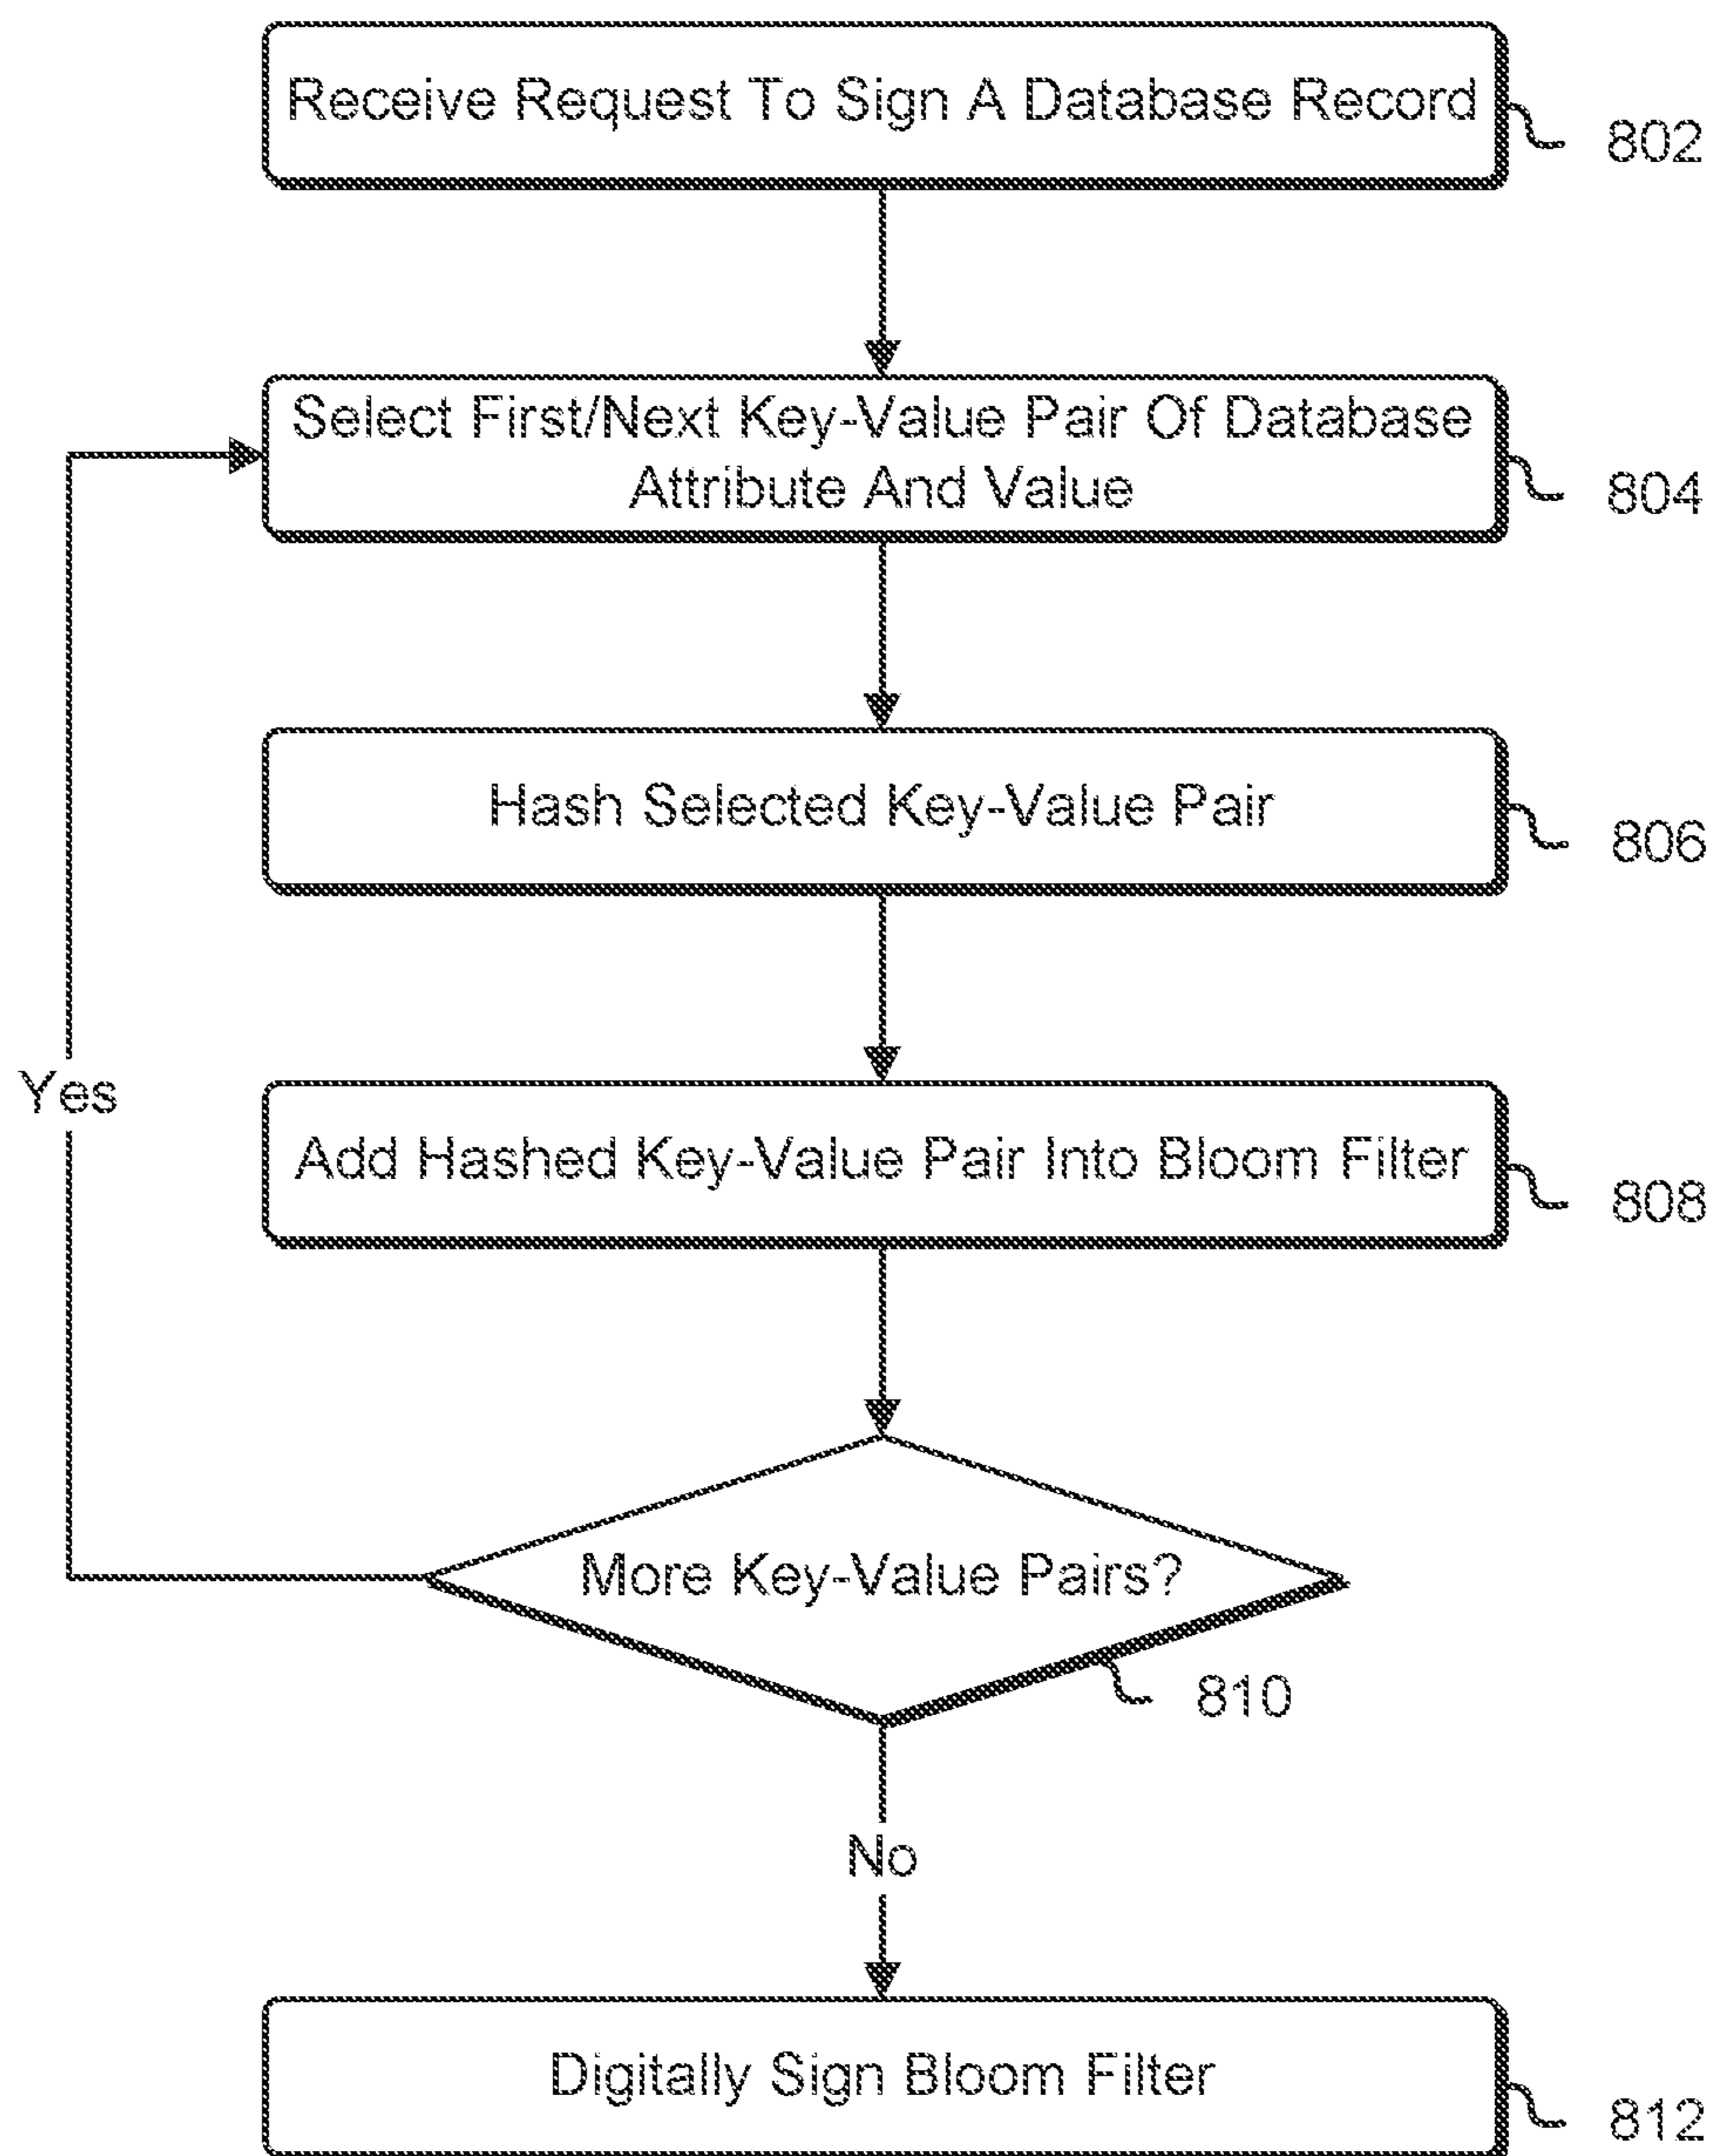 Receive Request To Sign A Database Record
802
Select First/Next Key-Value Pair Of Database
Attribute And Value
804
Hash Selected Key-Value Pair
806
Yes
Add Hashed Key-Value Pair Into Bloom Filter
808
More Key-Value Pairs?
810
No
Digitally Sign Bloom Filter
812